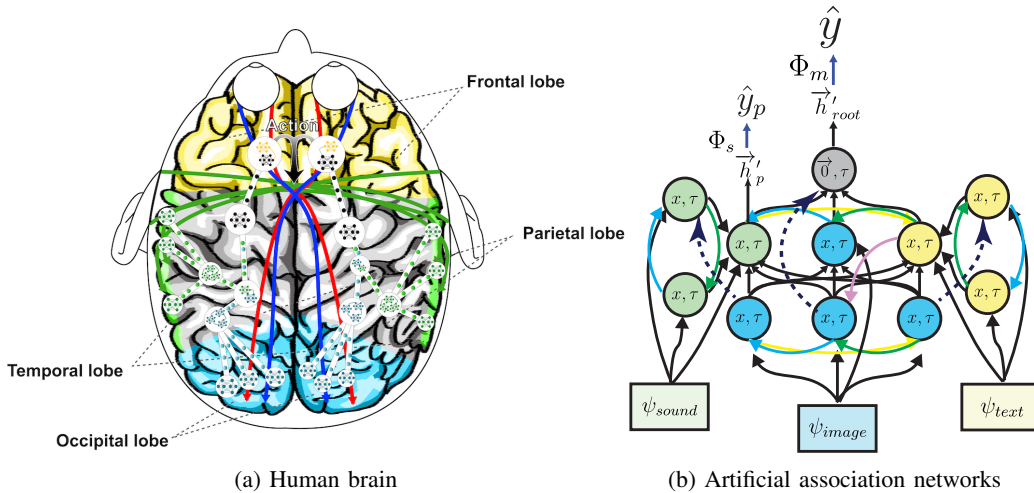 Frontal lobe
Action
Parietal lobe
Temporal lobe
Occipital lobe
(a) Human brain
ŷ
Φ_m
h⃗'_root
ŷ_p
Φ_s
h⃗'_p
0⃗, τ
x, τ
x, τ
x, τ
x, τ
x, τ
x, τ
x, τ
x, τ
x, τ
x, τ
ψ_sound
ψ_image
ψ_text
(b) Artificial association networks